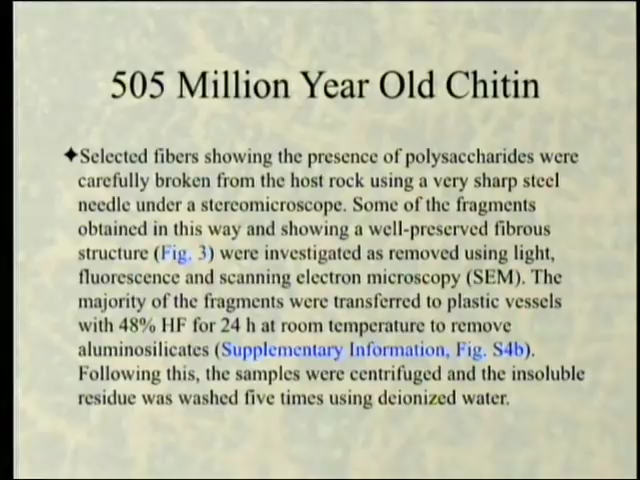 505 Million Year Old Chitin
✦Selected fibers showing the presence of polysaccharides were
carefully broken from the host rock using a very sharp steel
needle under a stereomicroscope. Some of the fragments
obtained in this way and showing a well-preserved fibrous
structure (Fig. 3) were investigated as removed using light,
fluorescence and scanning electron microscopy (SEM). The
majority of the fragments were transferred to plastic vessels
with 48% HF for 24 h at room temperature to remove
aluminosilicates (Supplementary Information, Fig. S4b).
Following this, the samples were centrifuged and the insoluble
residue was washed five times using deionized water.